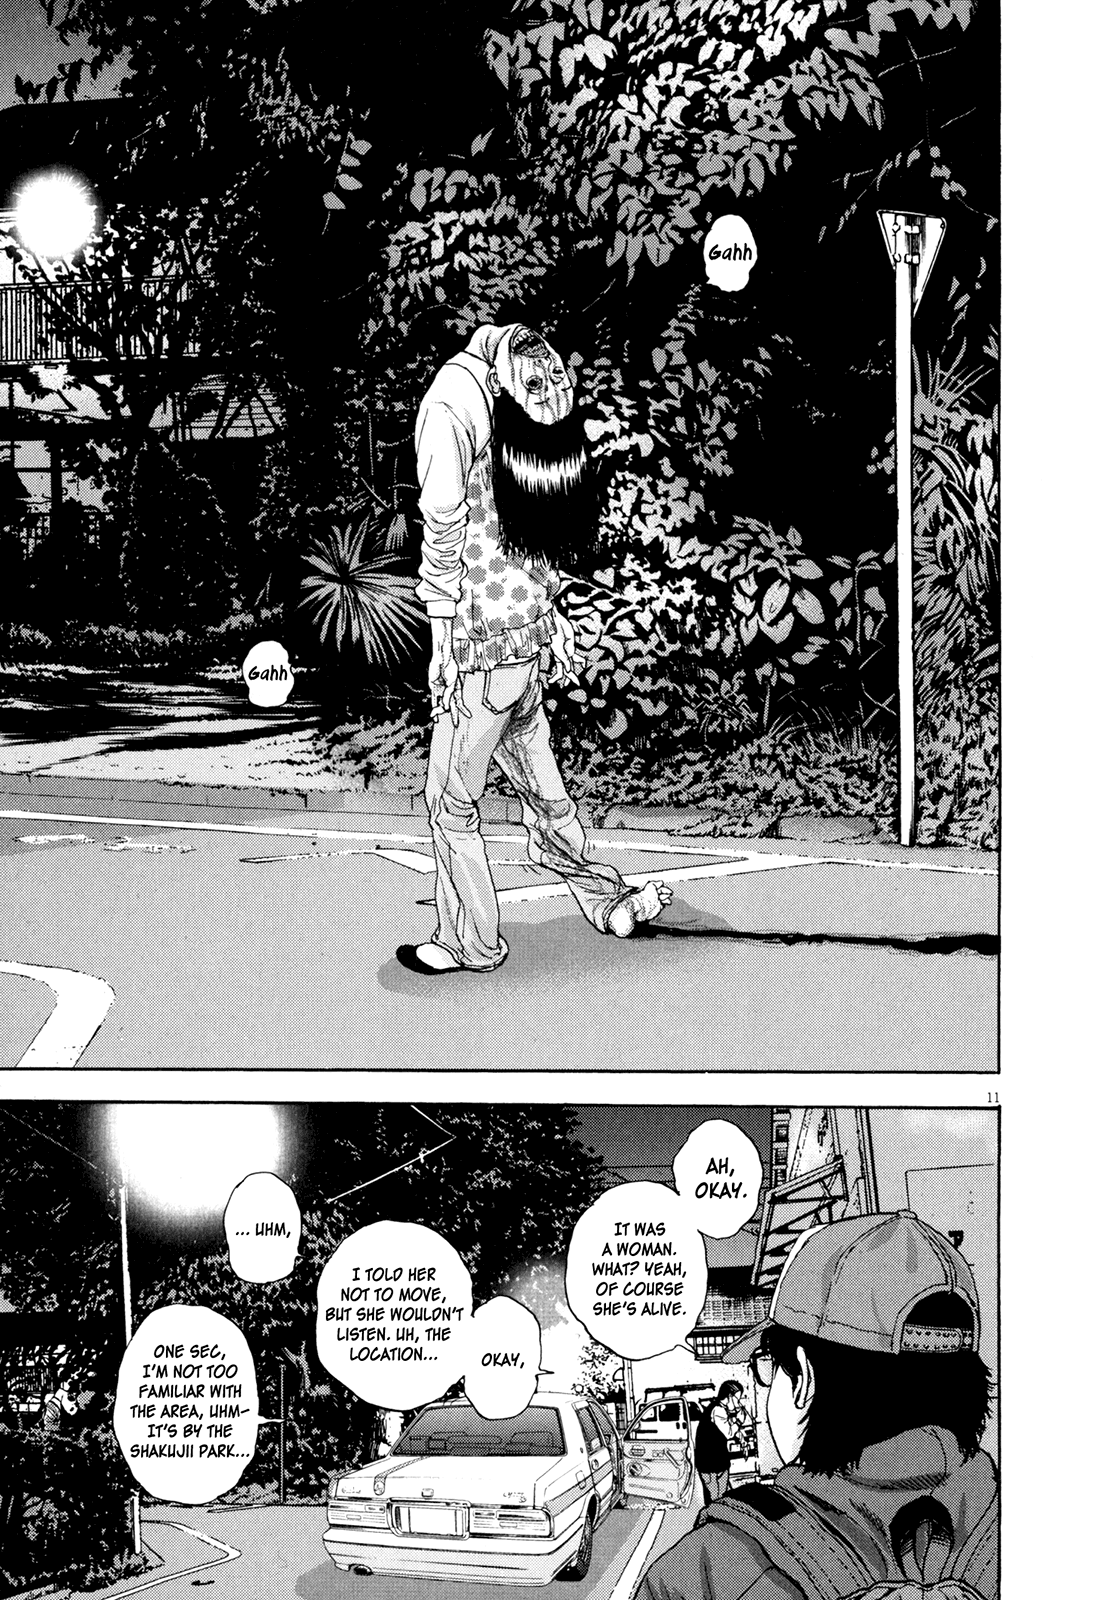 Gahh
Gahh
11
AH,
OKAY.
IT WAS
A WOMAN.
WHAT? YEAH,
OF COURSE
SHE'S ALIVE.
OKAY,
I TOLD HER
NOT TO MOVE,
BUT SHE WOULDN'T
LISTEN. UH, THE
LOCATION...
... UHM,
ONE SEC,
I'M NOT TOO
FAMILIAR WITH
THE AREA, UHM-
IT'S BY THE
SHAKUJII PARK...